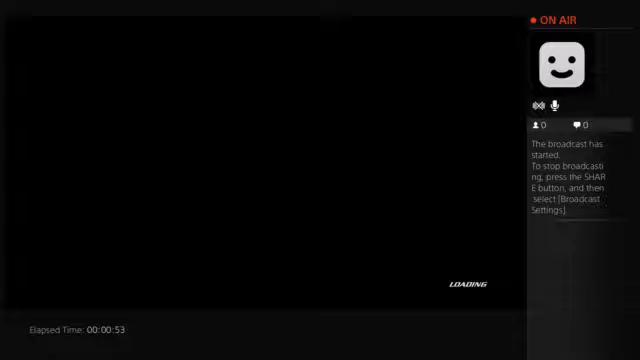 ON AIR
0 0
The broadcast has
started.
To stop broadcasti
ng, press the SHAR
E button, and then
select [Broadcast
Settings].
LOADING
Elapsed Time: 00:00:53